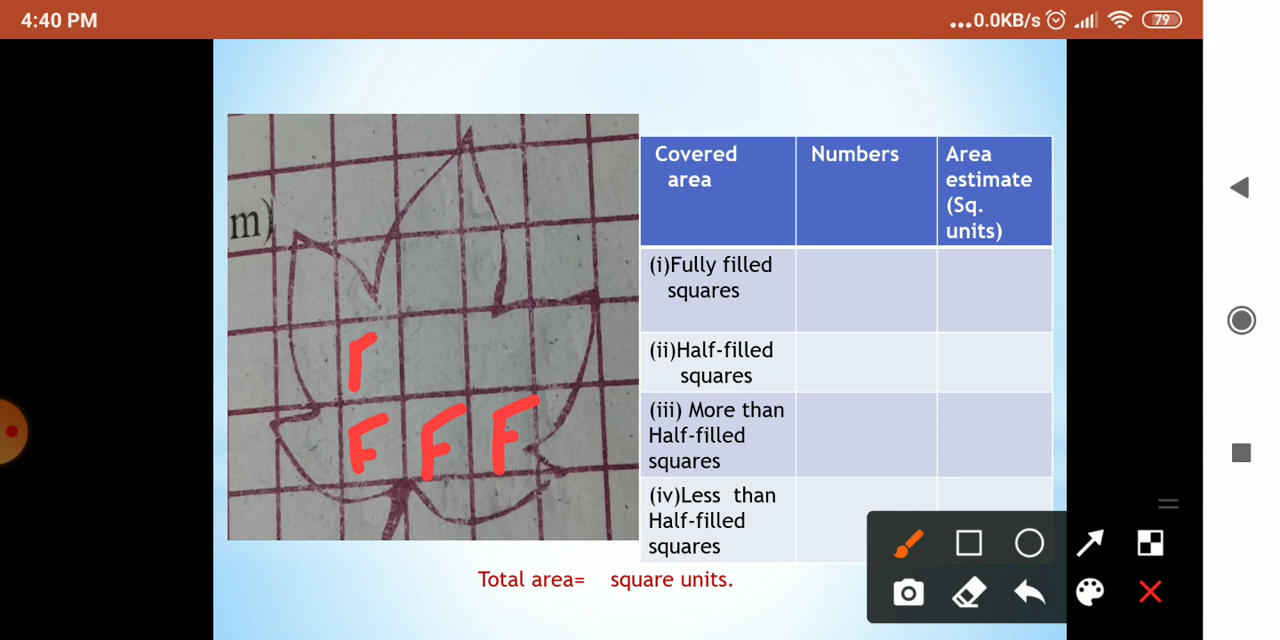 4:40 PM
...0.0KB/s
79
m)
Covered
area
Numbers
Area
estimate
(Sq.
units)
(i)Fully filled
squares
(ii)Half-filled
squares
(iii) More than
Half-filled
squares
(iv)Less than
Half-filled
squares
F F F
Total area= square units.